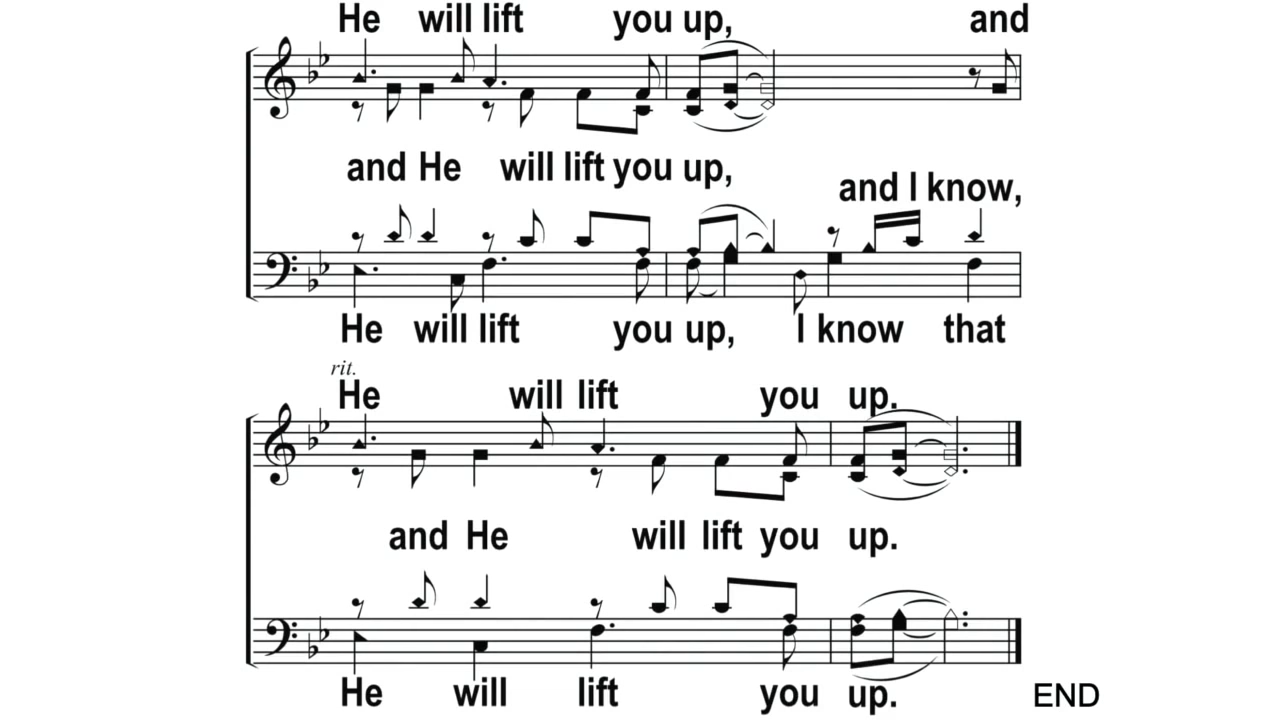 He will lift you up, and
and He will lift you up,
and I know,
He will lift you up, I know that
rit.
He will lift you up.
and He will lift you up.
He will lift you up.
END